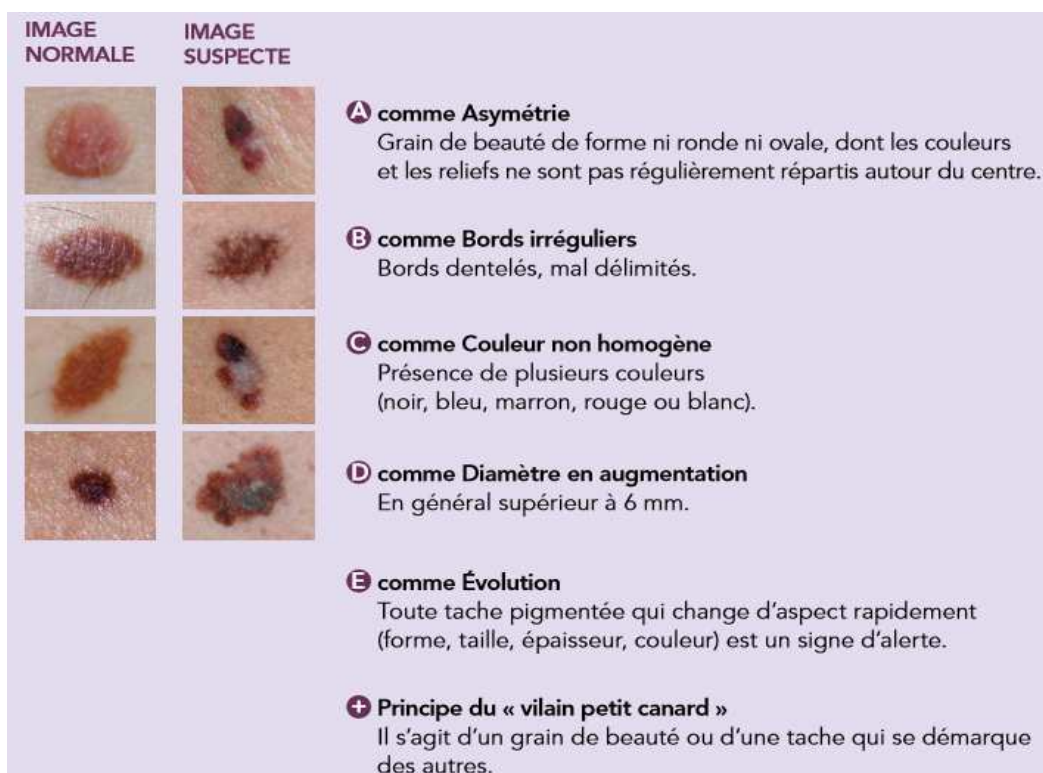 IMAGE
NORMALE
IMAGE
SUSPECTE
A comme Asymétrie
Grain de beauté de forme ni ronde ni ovale, dont les couleurs
et les reliefs ne sont pas régulièrement répartis autour du centre.
B comme Bords irréguliers
Bords dentelés, mal délimités.
C comme Couleur non homogène
Présence de plusieurs couleurs
(noir, bleu, marron, rouge ou blanc).
D comme Diamètre en augmentation
En général supérieur à 6 mm.
E comme Évolution
Toute tache pigmentée qui change d'aspect rapidement
(forme, taille, épaisseur, couleur) est un signe d'alerte.
+ Principe du « vilain petit canard »
Il s'agit d'un grain de beauté ou d'une tache qui se démarque
des autres.